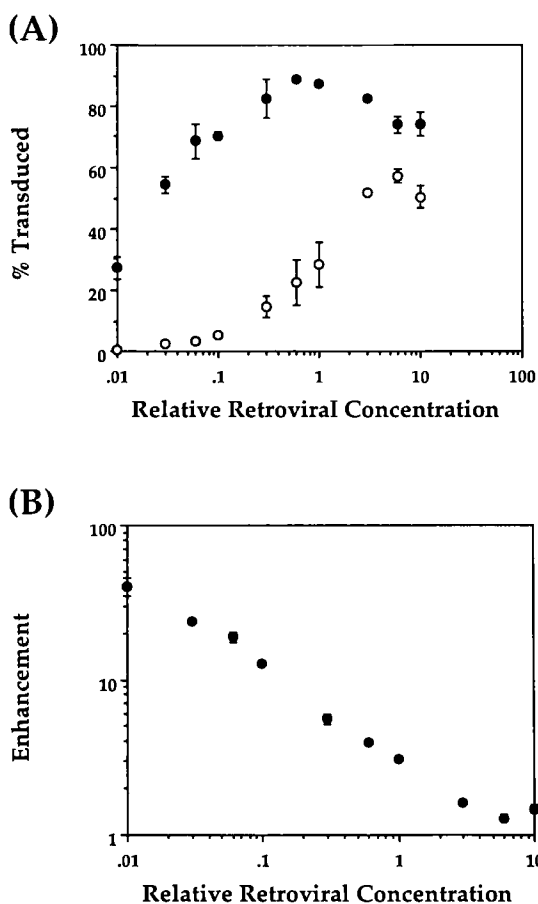 (A)
100
80
60
40
20
0
% Transduced
.01 .1 1 10 100
Relative Retroviral Concentration
(B)
100
10
1
Enhancement
.01 .1 1 10
Relative Retroviral Concentration